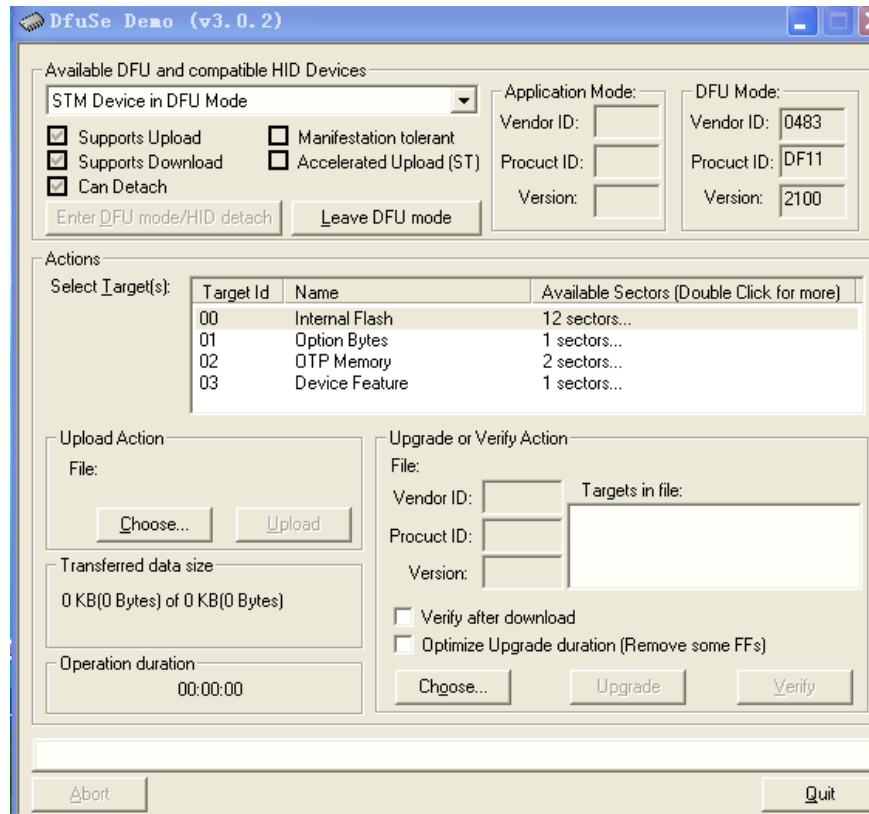 DfuSe Demo (v3.0.2)
Available DFU and compatible HID Devices
STM Device in DFU Mode
Supports Upload
Manifestation tolerant
Supports Download
Accelerated Upload (ST)
Can Detach
Enter DFU mode/HID detach
Leave DFU mode
Application Mode:
Vendor ID:
Procuct ID:
Version:
DFU Mode:
Vendor ID: 0483
Procuct ID: DF11
Version: 2100
Actions
Select Target(s):
Target Id Name Available Sectors (Double Click for more)
00 Internal Flash 12 sectors...
01 Option Bytes 1 sectors...
02 OTP Memory 2 sectors...
03 Device Feature 1 sectors...
Upload Action
File:
Choose...
Upload
Transferred data size
0 KB(0 Bytes) of 0 KB(0 Bytes)
Operation duration
00:00:00
Upgrade or Verify Action
File:
Vendor ID:
Procuct ID:
Version:
Targets in file:
Verify after download
Optimize Upgrade duration (Remove some FFs)
Choose...
Upgrade
Verify
Abort
Quit